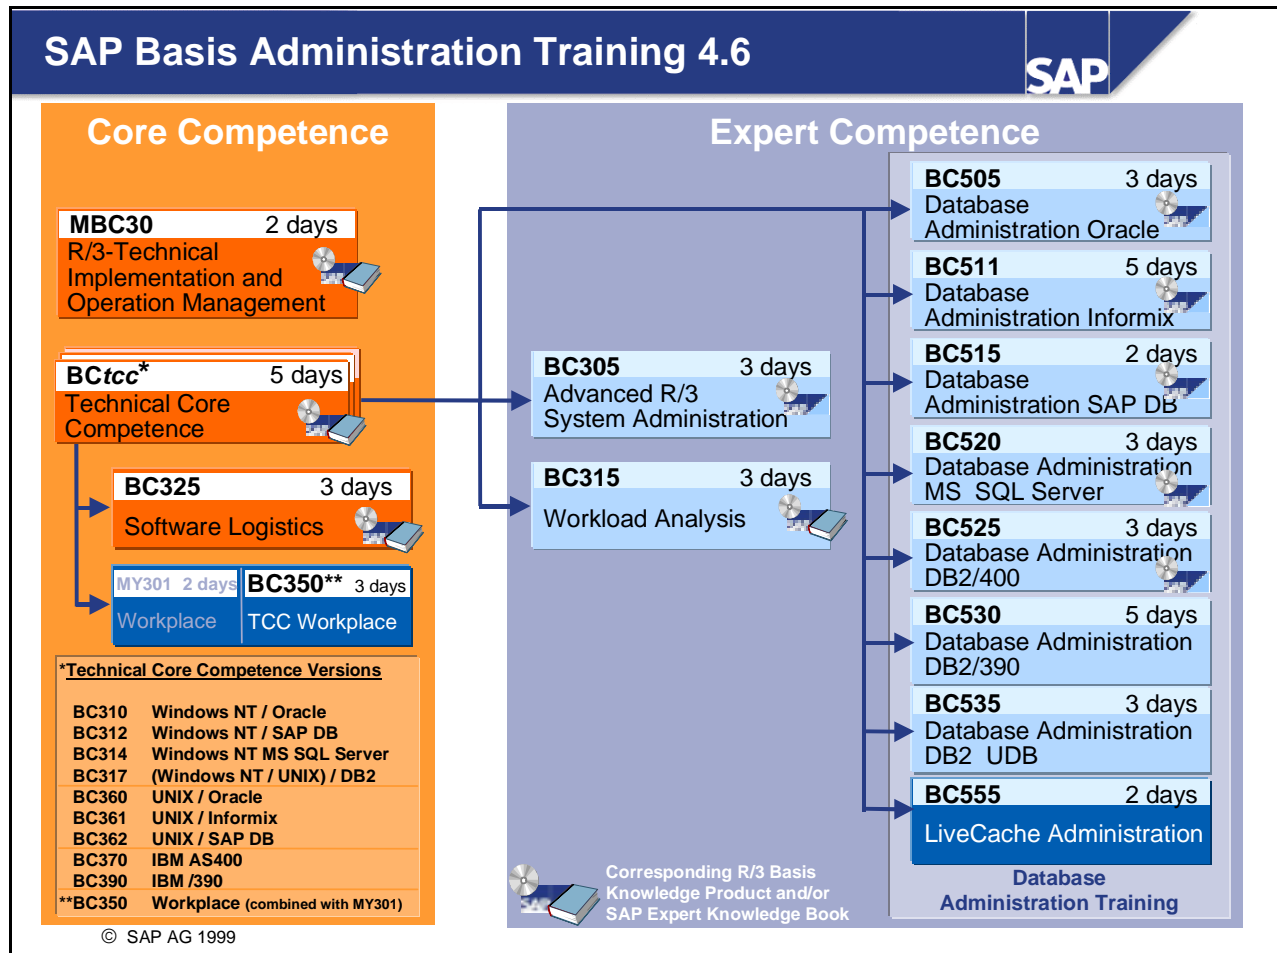 SAP Basis Administration Training 4.6
SAP
Core Competence
MBC30 2 days
R/3-Technical
Implementation and
Operation Management
BCtcc* 5 days
Technical Core
Competence
BC325 3 days
Software Logistics
MY301 2 days
Workplace
BC350** 3 days
TCC Workplace
*Technical Core Competence Versions
BC310 Windows NT / Oracle
BC312 Windows NT / SAP DB
BC314 Windows NT MS SQL Server
BC317 (Windows NT / UNIX) / DB2
BC360 UNIX / Oracle
BC361 UNIX / Informix
BC362 UNIX / SAP DB
BC370 IBM AS400
BC390 IBM /390
**BC350 Workplace (combined with MY301)
Expert Competence
BC305 3 days
Advanced R/3
System Administration
BC315 3 days
Workload Analysis
BC505 3 days
Database
Administration Oracle
BC511 5 days
Database
Administration Informix
BC515 2 days
Database
Administration SAP DB
BC520 3 days
Database Administration
MS SQL Server
BC525 3 days
Database Administration
DB2/400
BC530 5 days
Database Administration
DB2/390
BC535 3 days
Database Administration
DB2 UDB
BC555 2 days
LiveCache Administration
Database
Administration Training
SAP
Corresponding R/3 Basis
Knowledge Product and/or
SAP Expert Knowledge Book
© SAP AG 1999